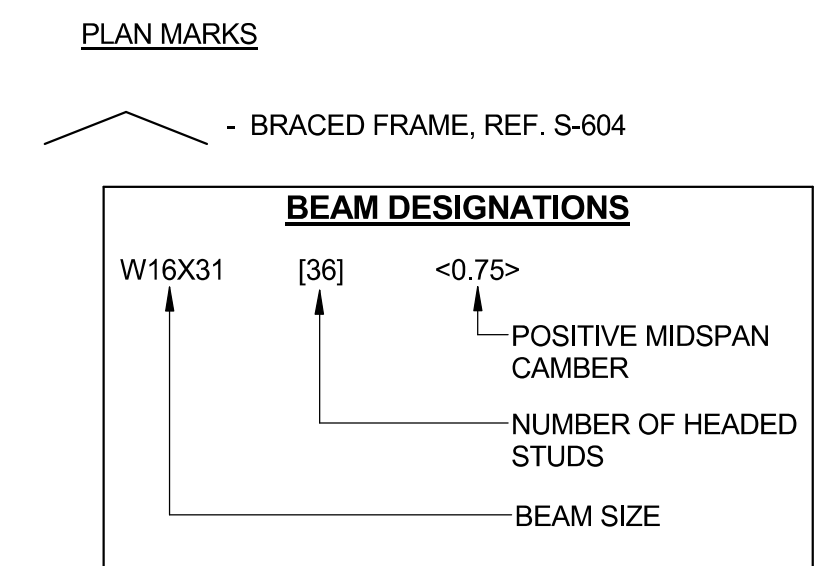 PLAN MARKS
- BRACED FRAME, REF. S-604
BEAM DESIGNATIONS
W16X31 [36] <0.75>
POSITIVE MIDSPAN
CAMBER
NUMBER OF HEADED
STUDS
BEAM SIZE